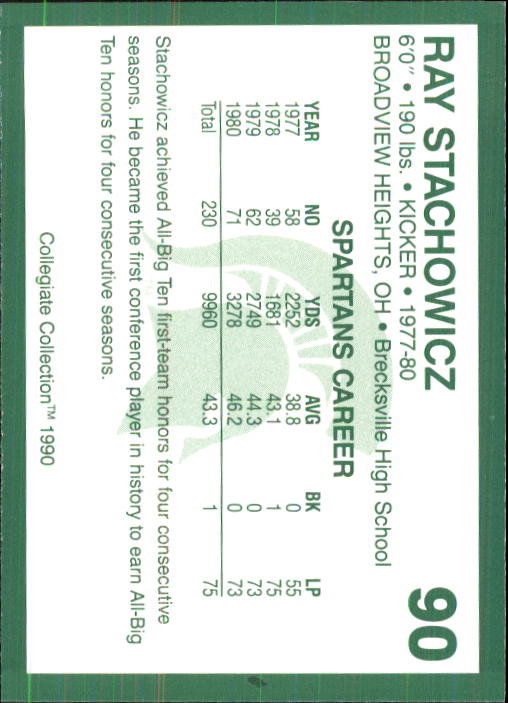 RAY STACHOWICZ 90
6'0" • 190 lbs. • KICKER • 1977-80
BROADVIEW HEIGHTS, OH • Brecksville High School
SPARTANS CAREER
YEAR NO YDS AVG BK LP
1977 58 2252 38.8 0 55
1978 39 1681 43.1 1 75
1979 62 2749 44.3 0 73
1980 71 3278 46.2 0 73
Total 230 9960 43.3 1 75
Stachowicz achieved All-Big Ten first-team honors for four consecutive
seasons. He became the first conference player in history to earn All-Big
Ten honors for four consecutive seasons.
Collegiate Collection™ 1990